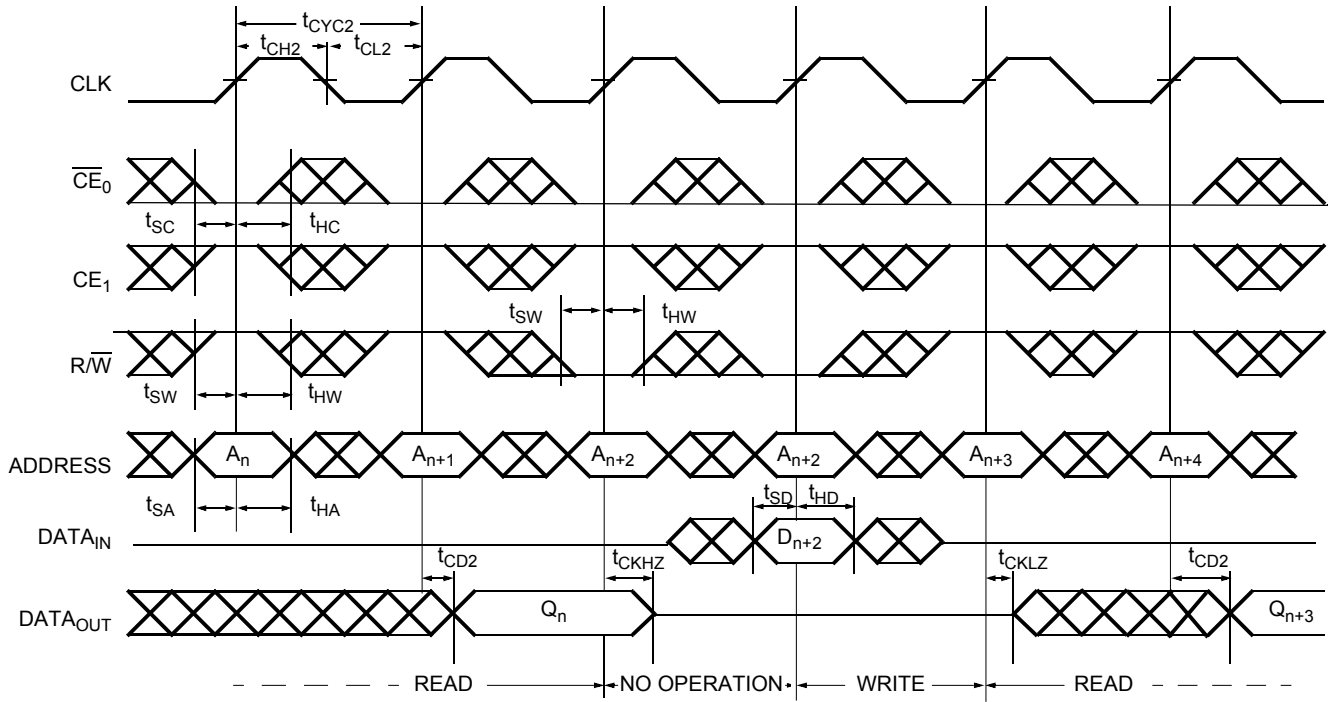 tCYC2
tCH2 tCL2
CLK
CE0
tSC tHC
CE1
tSW tHW
R/W
tSW tHW
ADDRESS An An+1 An+2 An+2 An+3 An+4
tSA tHA tSD tHD
DATAIN Dn+2
tCD2 tCKHZ tCKLZ tCD2
DATAOUT Qn Qn+3
READ NO OPERATION WRITE READ